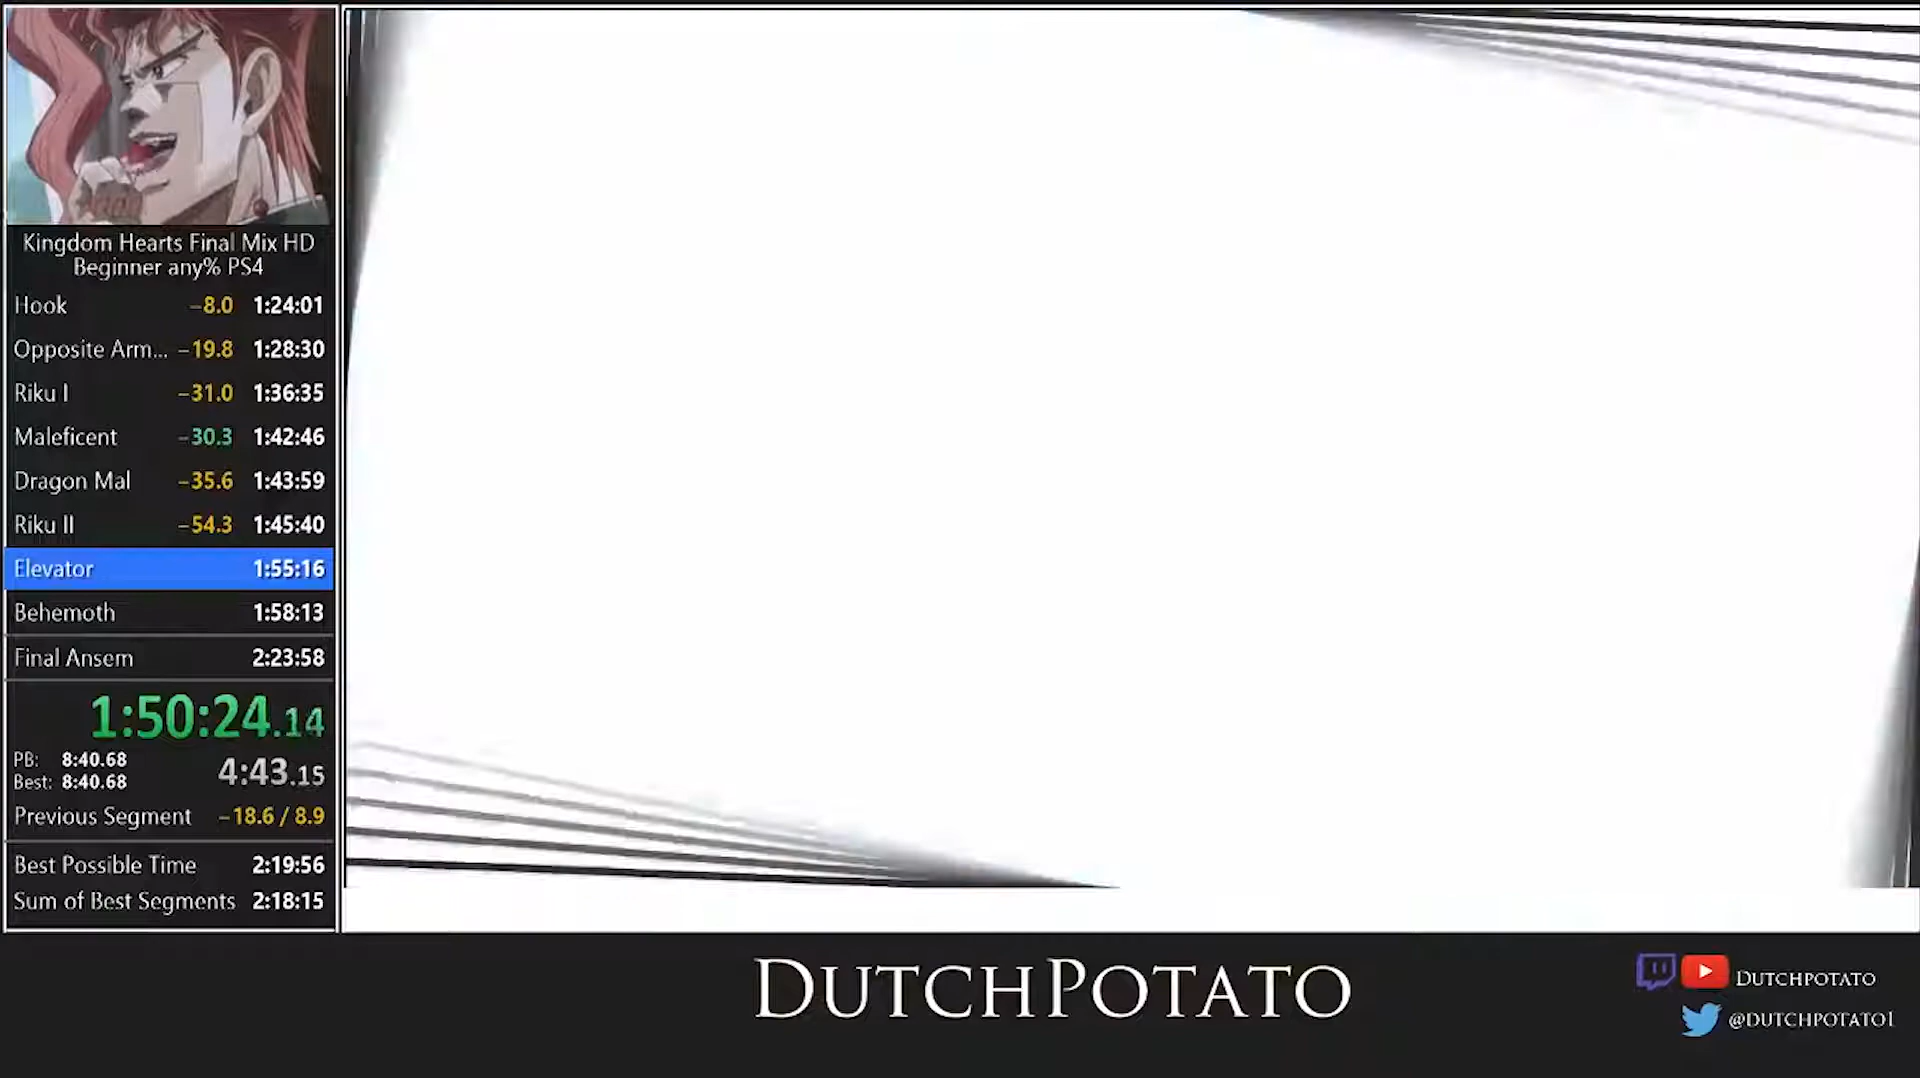 Kingdom Hearts Final Mix HD
Beginner any% PS4
Hook −8.0 1:24:01
Opposite Arm... −19.8 1:28:30
Riku I −31.0 1:36:35
Maleficent −30.3 1:42:46
Dragon Mal −35.6 1:43:59
Riku II −54.3 1:45:40
Elevator 1:55:16
Behemoth 1:58:13
Final Ansem 2:23:58
1:50:24.14
PB: 8:40.68
Best: 8:40.68
4:43.15
Previous Segment −18.6 / 8.9
Best Possible Time 2:19:56
Sum of Best Segments 2:18:15
DUTCHPOTATO
DUTCHPOTATO
@DUTCHPOTATO1